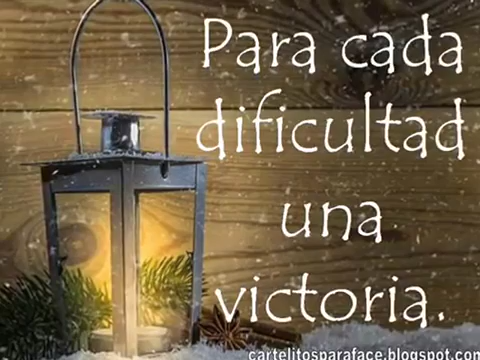 Para cada
dificultad
una
victoria.
cartelitosparaface.blogspot.com